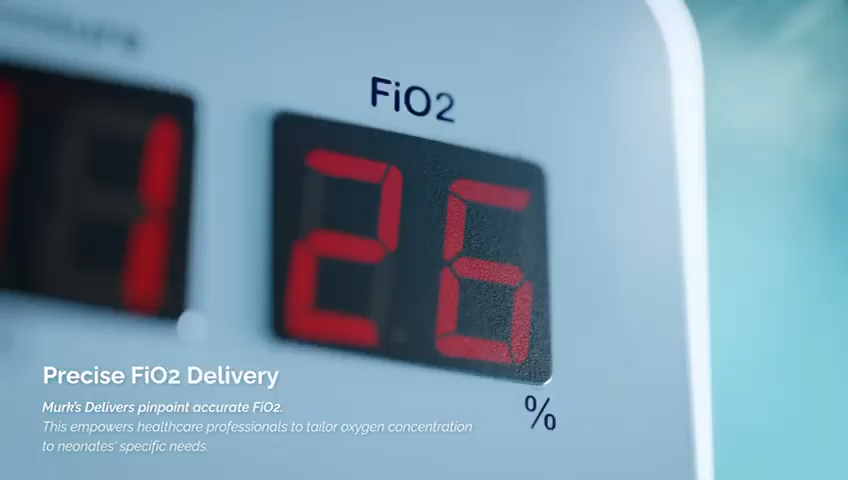 FiO2
1
26
%
Precise FiO2 Delivery
Murk's Delivers pinpoint accurate FiO2.
This empowers healthcare professionals to tailor oxygen concentration
to neonates' specific needs.